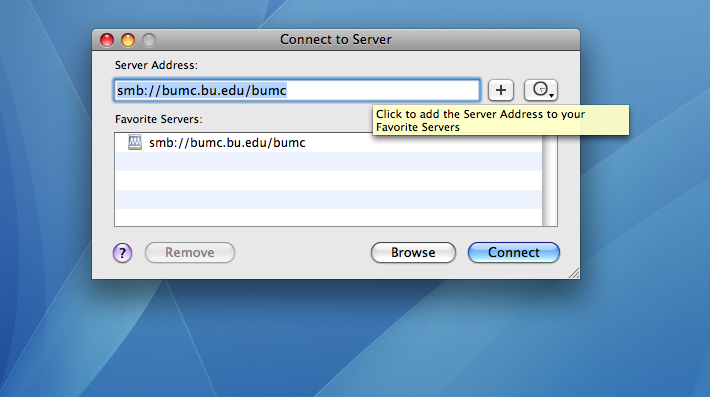 Connect to Server
Server Address:
smb://bumc.bu.edu/bumc
+
Click to add the Server Address to your
Favorite Servers
Favorite Servers:
smb://bumc.bu.edu/bumc
?
Remove
Browse
Connect